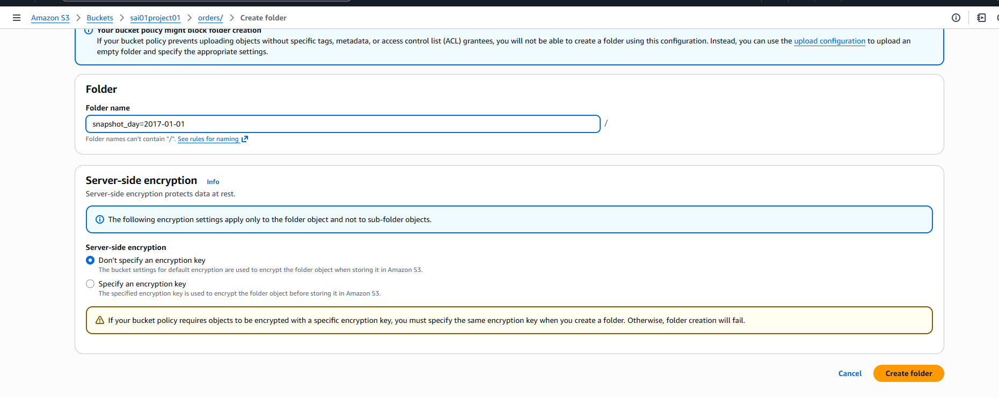 Amazon S3 > Buckets > sai01project01 > orders/ > Create folder
Your bucket policy might block folder creation
If your bucket policy prevents uploading objects without specific tags, metadata, or access control list (ACL) grantees, you will not be able to create a folder using this configuration. Instead, you can use the upload configuration to upload an
empty folder and specify the appropriate settings.
Folder
Folder name
snapshot_day=2017-01-01 /
Folder names can't contain "/". See rules for naming
Server-side encryption Info
Server-side encryption protects data at rest.
The following encryption settings apply only to the folder object and not to sub-folder objects.
Server-side encryption
Don't specify an encryption key
The bucket settings for default encryption are used to encrypt the folder object when storing it in Amazon S3.
Specify an encryption key
The specified encryption key is used to encrypt the folder object before storing it in Amazon S3.
If your bucket policy requires objects to be encrypted with a specific encryption key, you must specify the same encryption key when you create a folder. Otherwise, folder creation will fail.
Cancel Create folder